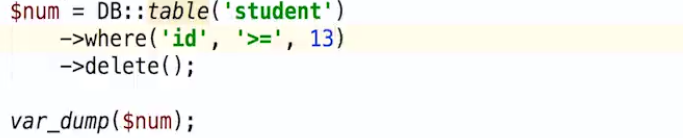 $num = DB::table('student')
    ->where('id', '>=', 13)
    ->delete();
var_dump($num);